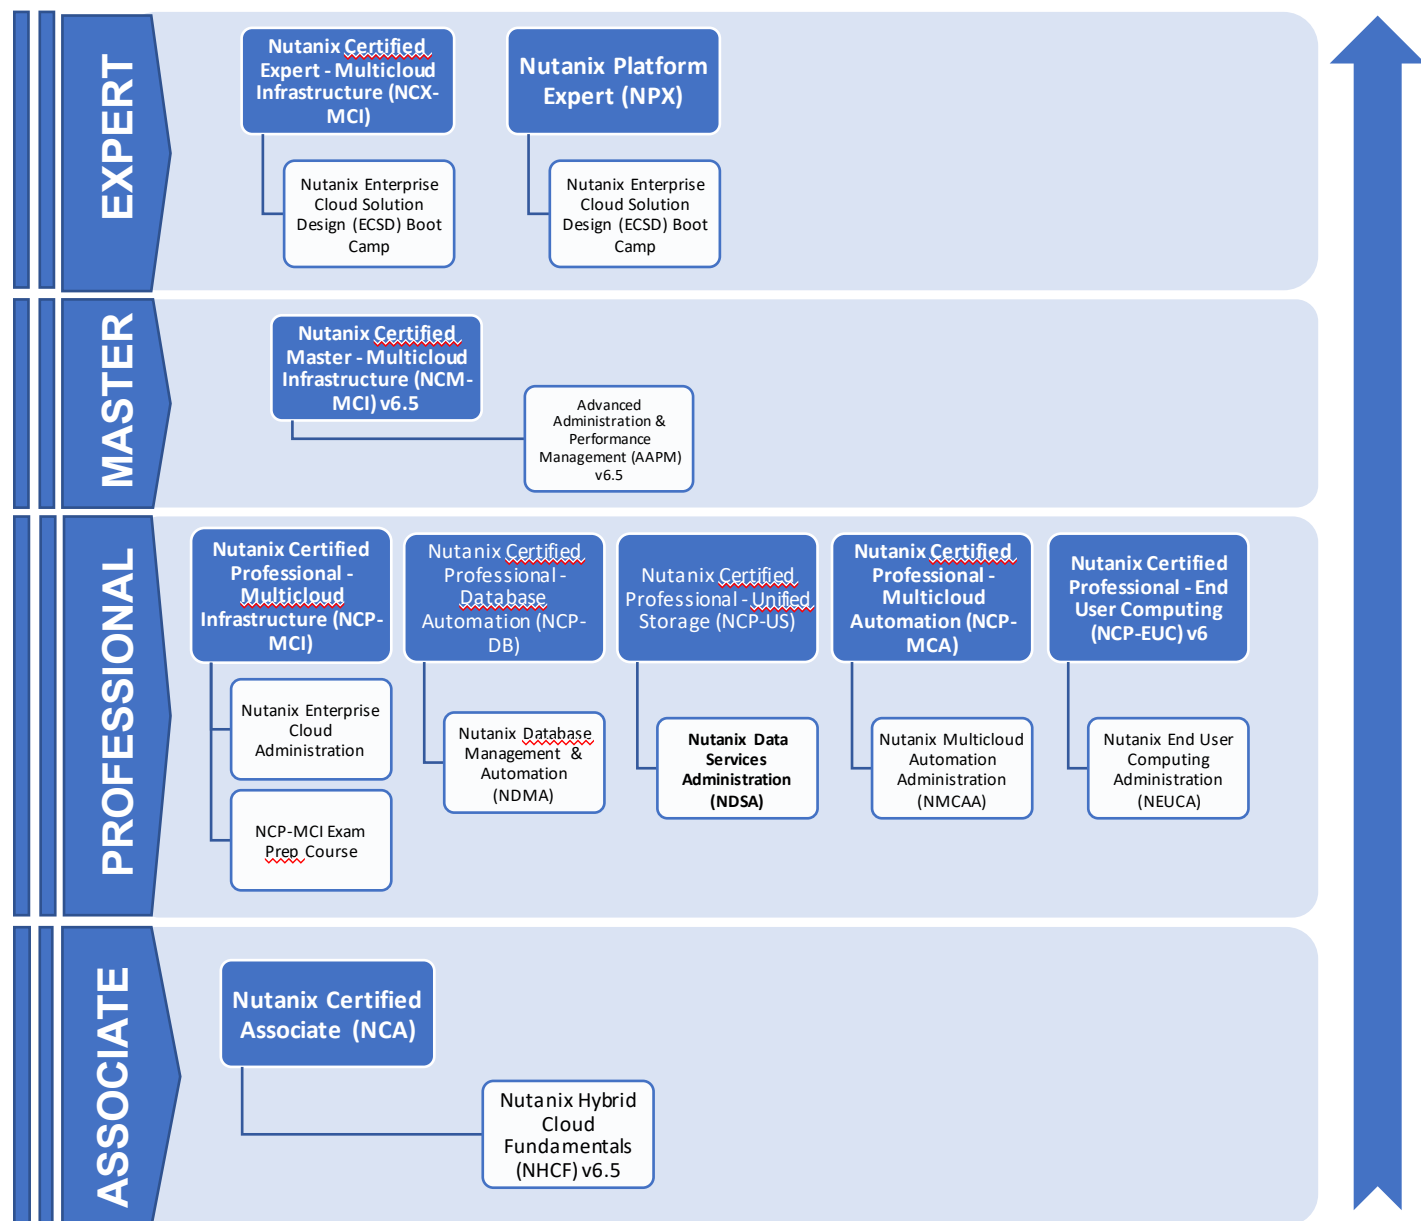 EXPERT
Nutanix Certified
Expert - Multicloud
Infrastructure (NCX-
MCI)
Nutanix Enterprise
Cloud Solution
Design (ECSD) Boot
Camp
Nutanix Platform
Expert (NPX)
Nutanix Enterprise
Cloud Solution
Design (ECSD) Boot
Camp
MASTER
Nutanix Certified
Master - Multicloud
Infrastructure (NCM-
MCI) v6.5
Advanced
Administration &
Performance
Management (AAPM)
v6.5
PROFESSIONAL
Nutanix Certified
Professional -
Multicloud
Infrastructure (NCP-
MCI)
Nutanix Enterprise
Cloud
Administration
NCP-MCI Exam
Prep Course
Nutanix Certified
Professional -
Database
Automation (NCP-
DB)
Nutanix Database
Management &
Automation
(NDMA)
Nutanix Certified
Professional - Unified
Storage (NCP-US)
Nutanix Data
Services
Administration
(NDSA)
Nutanix Certified
Professional -
Multicloud
Automation (NCP-
MCA)
Nutanix Multicloud
Automation
Administration
(NMCAA)
Nutanix Certified
Professional - End
User Computing
(NCP-EUC) v6
Nutanix End User
Computing
Administration
(NEUCA)
ASSOCIATE
Nutanix Certified
Associate (NCA)
Nutanix Hybrid
Cloud
Fundamentals
(NHCF) v6.5